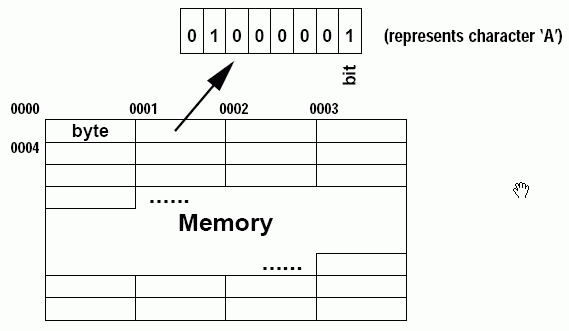 0 1 0 0 0 0 0 1 (represents character 'A')
bit
0000 0001 0002 0003
byte
0004
......
Memory
......